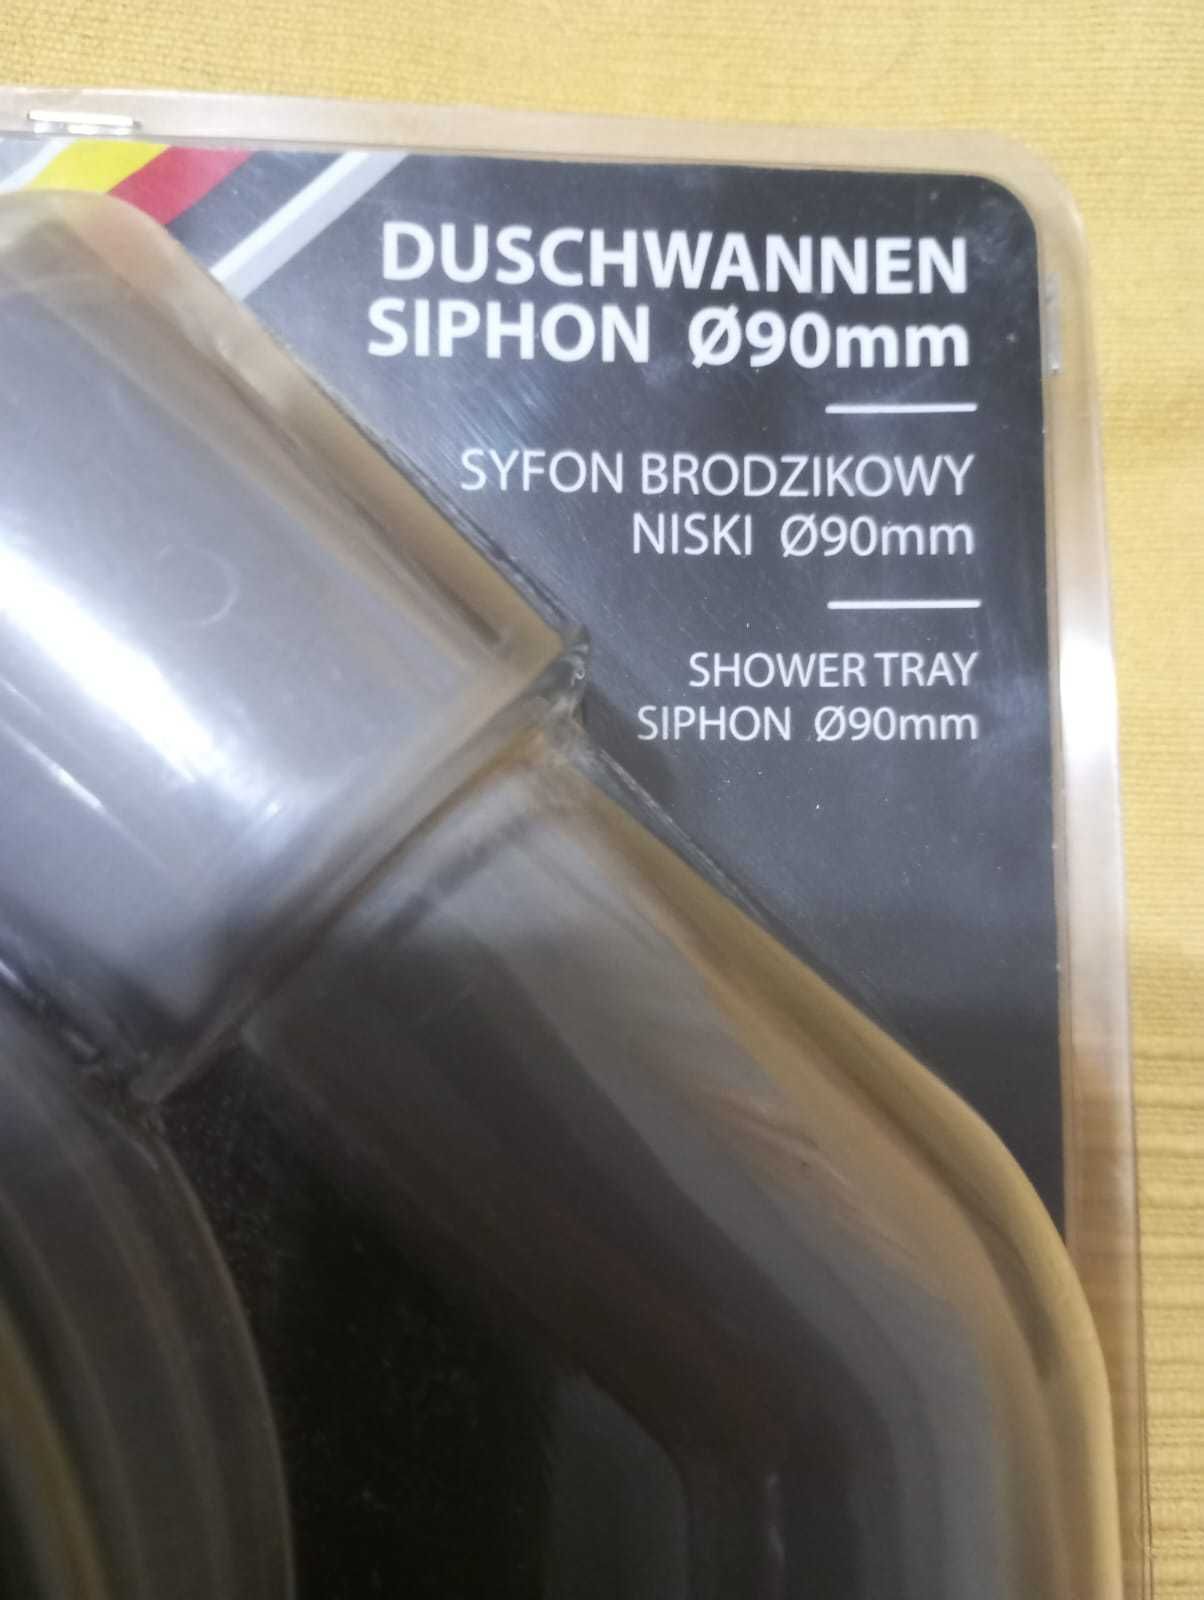 DUSCHWANNEN
SIPHON Ø90mm
SYFON BRODZIKOWY
NISKI Ø90mm
SHOWER TRAY
SIPHON Ø90mm